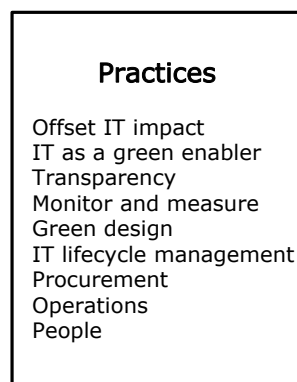 Practices
Offset IT impact
IT as a green enabler
Transparency
Monitor and measure
Green design
IT lifecycle management
Procurement
Operations
People